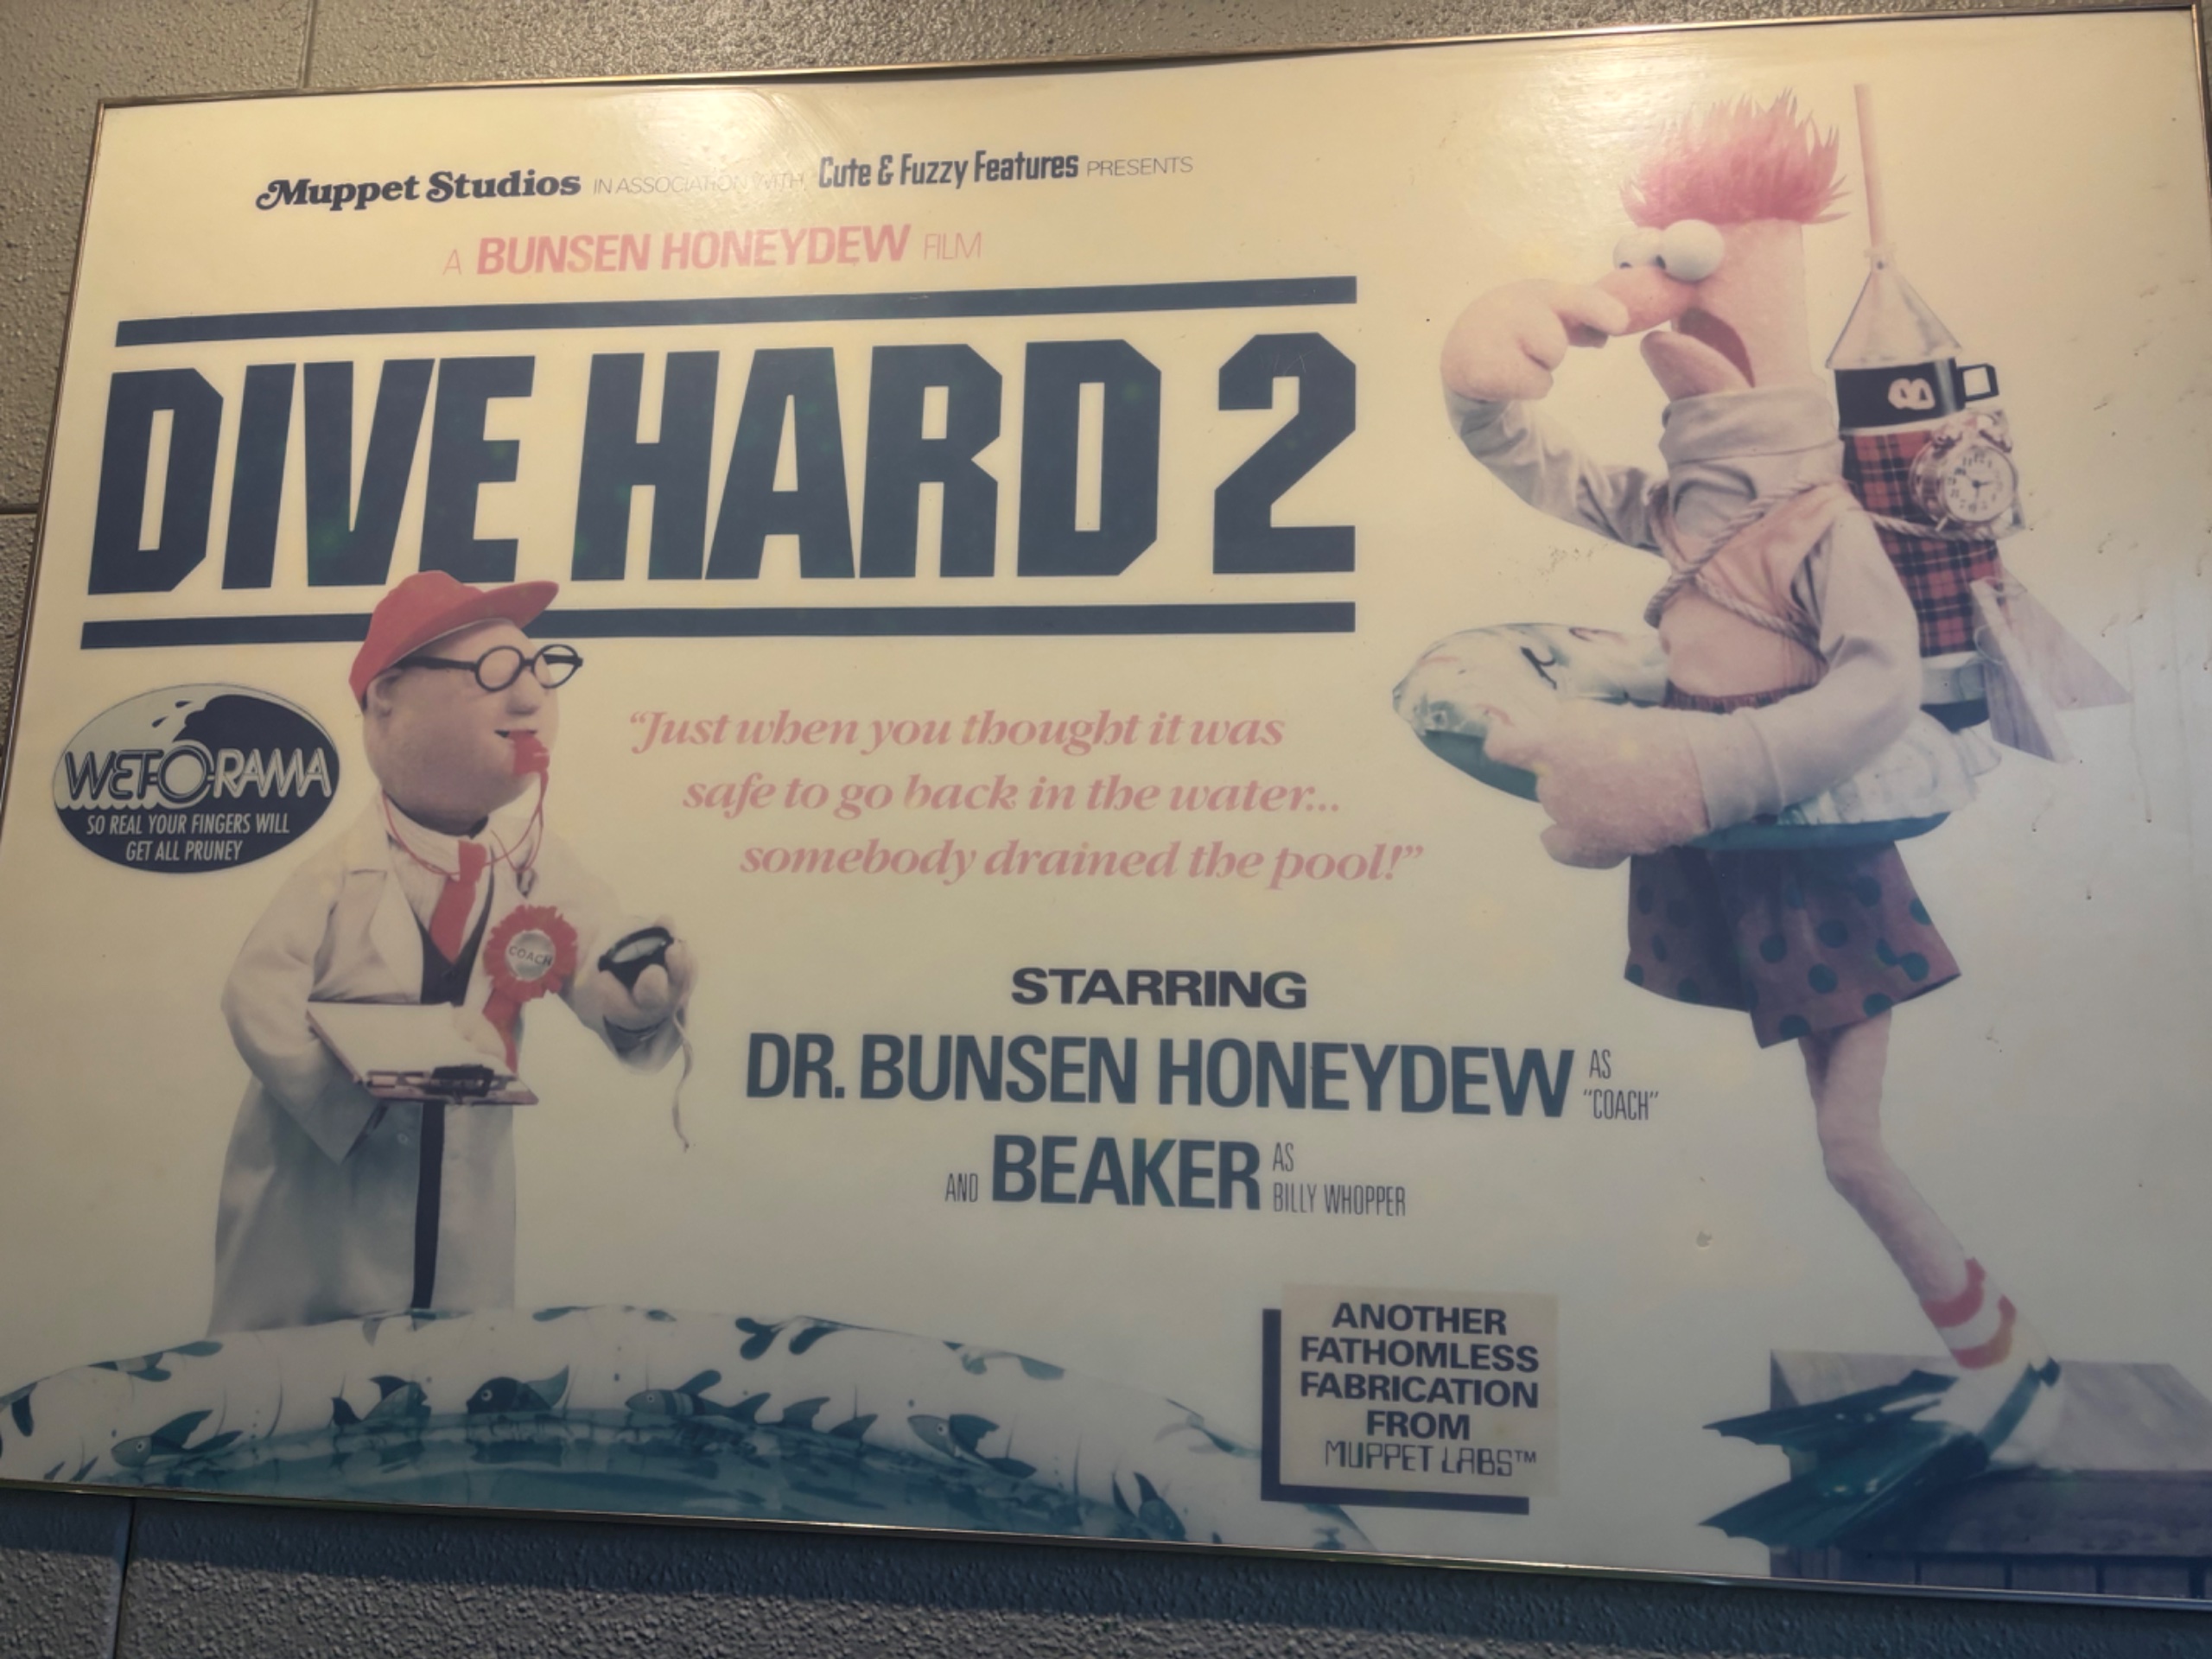 Muppet Studios IN ASSOCIATION WITH Cute & Fuzzy Features PRESENTS
A BUNSEN HONEYDEW FILM
DIVE HARD 2
WET-O-RAMA
SO REAL YOUR FINGERS WILL
GET ALL PRUNEY
"Just when you thought it was
safe to go back in the water...
somebody drained the pool!"
COACH
B
STARRING
DR. BUNSEN HONEYDEW AS "COACH"
AND BEAKER AS BILLY WHOPPER
ANOTHER
FATHOMLESS
FABRICATION
FROM
MUPPET LABS™